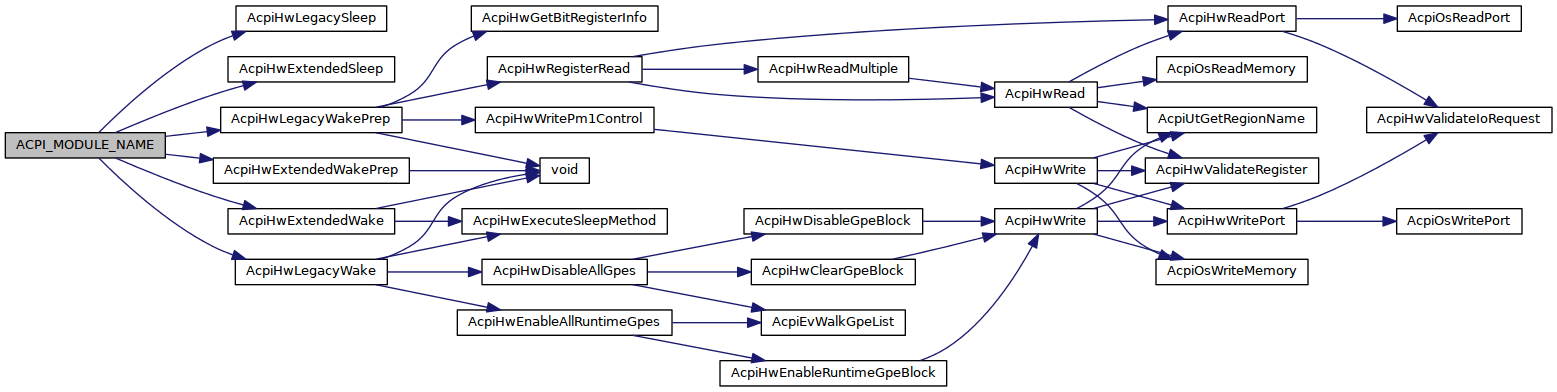 ACPI_MODULE_NAME
AcpiHwLegacySleep
AcpiHwExtendedSleep
AcpiHwLegacyWakePrep
AcpiHwExtendedWakePrep
AcpiHwExtendedWake
AcpiHwLegacyWake
AcpiHwGetBitRegisterInfo
AcpiHwRegisterRead
AcpiHwWritePm1Control
void
AcpiHwExecuteSleepMethod
AcpiHwDisableAllGpes
AcpiHwEnableAllRuntimeGpes
AcpiHwReadMultiple
AcpiHwDisableGpeBlock
AcpiHwClearGpeBlock
AcpiEvWalkGpeList
AcpiHwEnableRuntimeGpeBlock
AcpiHwRead
AcpiHwWrite
AcpiHwWrite
AcpiHwReadPort
AcpiOsReadMemory
AcpiUtGetRegionName
AcpiHwValidateRegister
AcpiHwWritePort
AcpiOsWriteMemory
AcpiOsReadPort
AcpiHwValidateIoRequest
AcpiOsWritePort